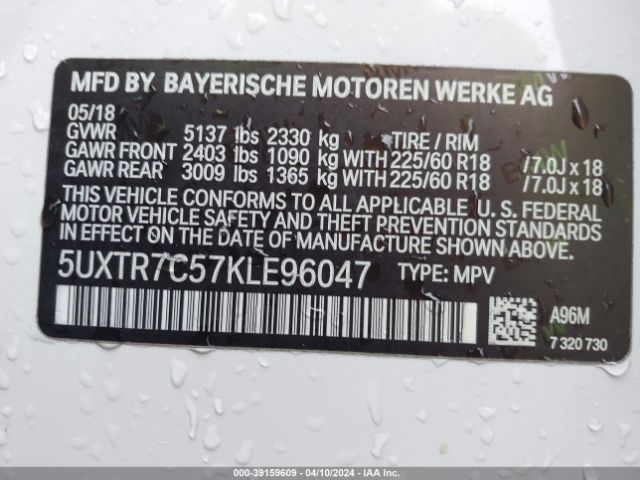 MFD BY. BAYERISCHE MOTOREN WERKE AG
05/18
GVWR 5137 lbs 2330 kg TIRE / RIM
GAWR FRONT 2403 lbs 1090 kg WITH 225/60 R18 / 7.0J x 18
GAWR REAR 3009 lbs 1365 kg WITH 225/60 R18 / 7.0J x 18
THIS VEHICLE CONFORMS TO ALL APPLICABLE U. S. FEDERAL
MOTOR VEHICLE SAFETY AND THEFT PREVENTION STANDARDS
IN EFFECT ON THE DATE OF MANUFACTURE SHOWN ABOVE.
5UXTR7C57KLE96047 TYPE: MPV
A96M
7 320 730
000-39159609 - 04/10/2024 - IAAI.com